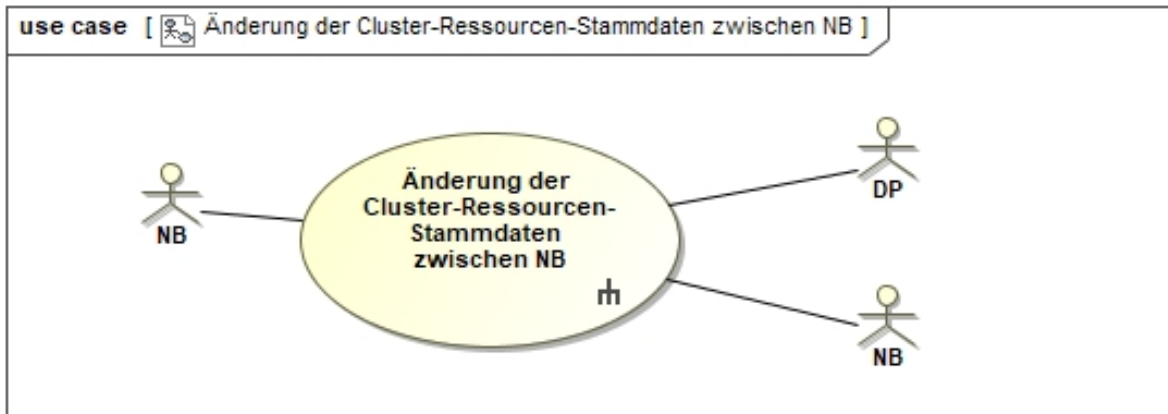 use case [ Änderung der Cluster-Ressourcen-Stammdaten zwischen NB ]
Änderung der
Cluster-Ressourcen-
Stammdaten
zwischen NB
NB
DP
NB